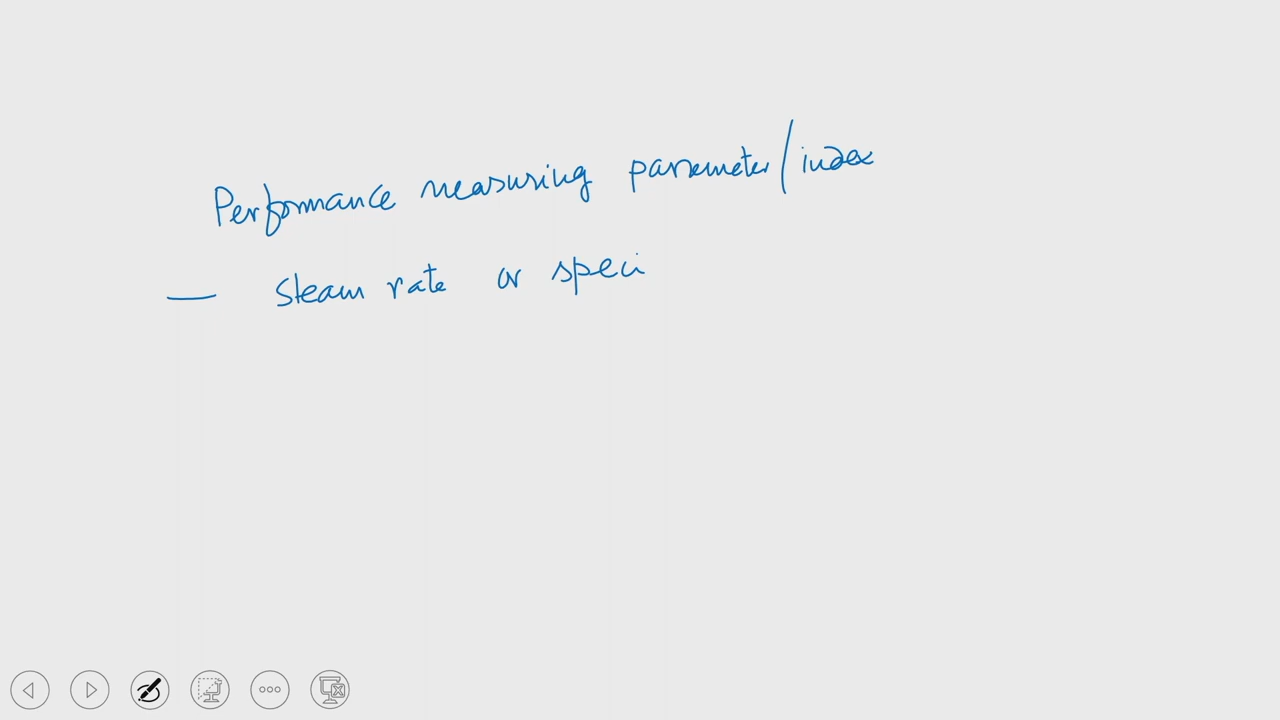 Performance measuring parameter/index
— Steam rate or speci